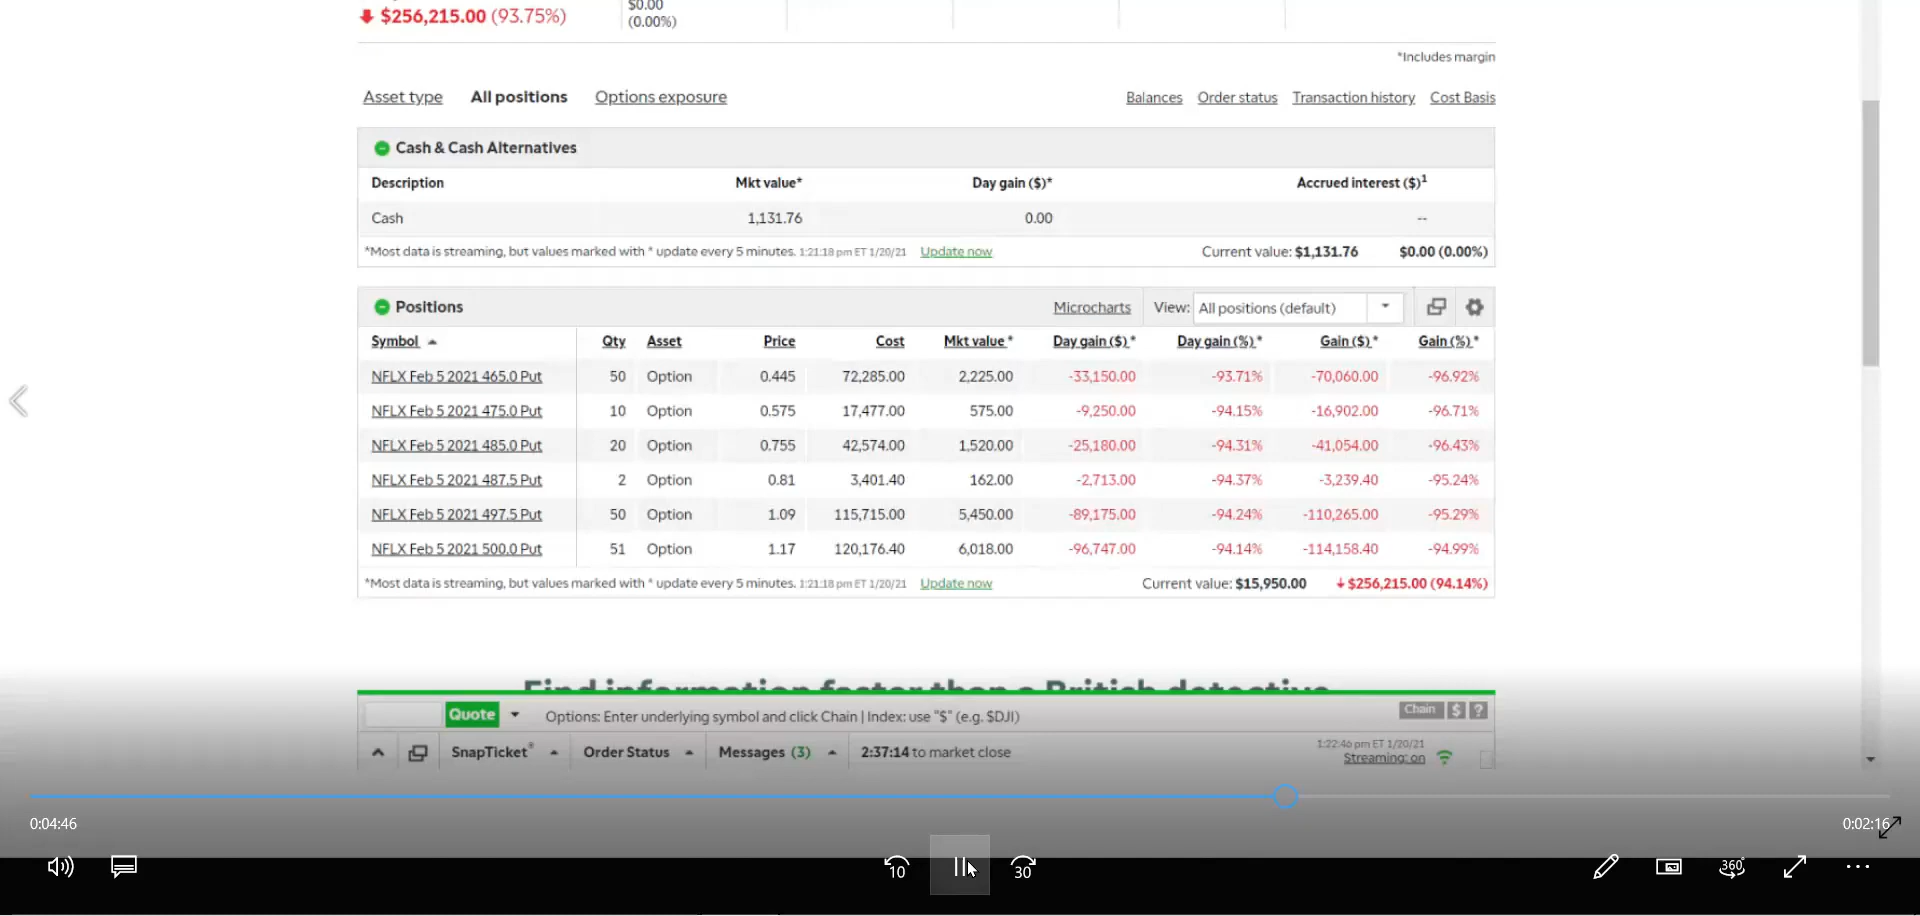 $256,215.00 (93.75%)
$0.00
(0.00%)
*Includes margin
Asset type All positions Options exposure Balances Order status Transaction history Cost Basis
Cash & Cash Alternatives
Description Mkt value* Day gain ($)* Accrued interest ($)1
Cash 1,131.76 0.00 --
*Most data is streaming, but values marked with * update every 5 minutes. 1:21:18 pm ET 1/20/21 Update now Current value: $1,131.76 $0.00 (0.00%)
Positions Microcharts View: All positions (default)
Symbol Qty Asset Price Cost Mkt value * Day gain ($) * Day gain (%) * Gain ($) * Gain (%) *
NFLX Feb 5 2021 465.0 Put 50 Option 0.445 72,285.00 2,225.00 -33,150.00 -93.71% -70,060.00 -96.92%
NFLX Feb 5 2021 475.0 Put 10 Option 0.575 17,477.00 575.00 -9,250.00 -94.15% -16,902.00 -96.71%
NFLX Feb 5 2021 485.0 Put 20 Option 0.755 42,574.00 1,520.00 -25,180.00 -94.31% -41,054.00 -96.43%
NFLX Feb 5 2021 487.5 Put 2 Option 0.81 3,401.40 162.00 -2,713.00 -94.37% -3,239.40 -95.24%
NFLX Feb 5 2021 497.5 Put 50 Option 1.09 115,715.00 5,450.00 -89,175.00 -94.24% -110,265.00 -95.29%
NFLX Feb 5 2021 500.0 Put 51 Option 1.17 120,176.40 6,018.00 -96,747.00 -94.14% -114,158.40 -94.99%
*Most data is streaming, but values marked with * update every 5 minutes. 1:21:18 pm ET 1/20/21 Update now Current value: $15,950.00 $256,215.00 (94.14%)
Find information faster than a British detective
Quote Options: Enter underlying symbol and click Chain | Index: use "$" (e.g. $DJI) Chain $ ?
SnapTicket® Order Status Messages (3) 2:37:14 to market close 1:22:46 pm ET 1/20/21
Streaming: on
0:04:46 0:02:16
10 30 360°